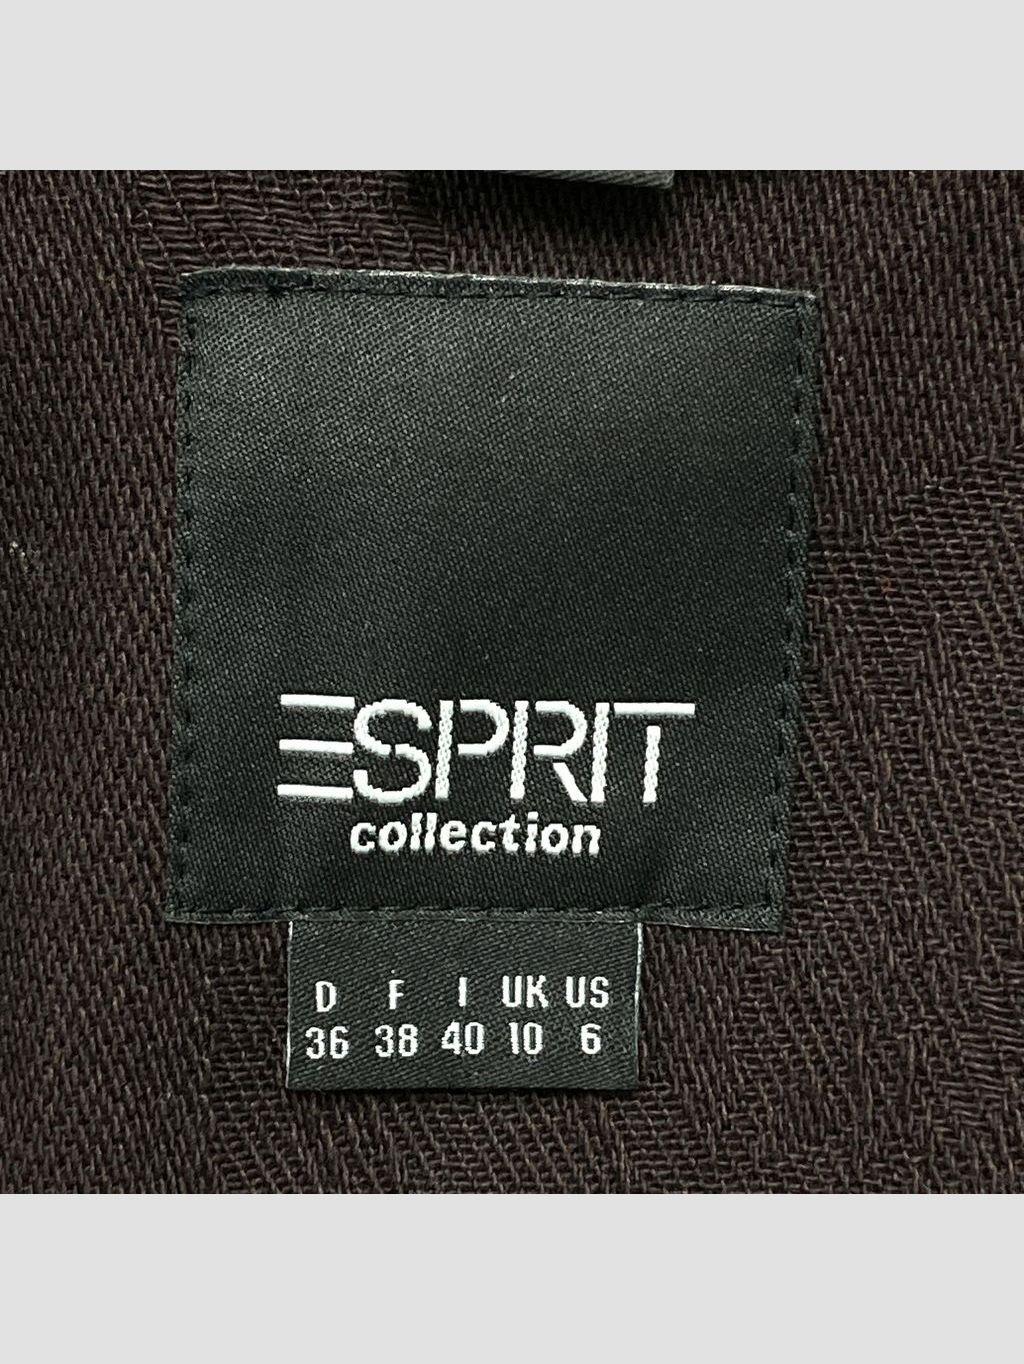 ESPRIT
collection
D F I UK US
36 38 40 10 6